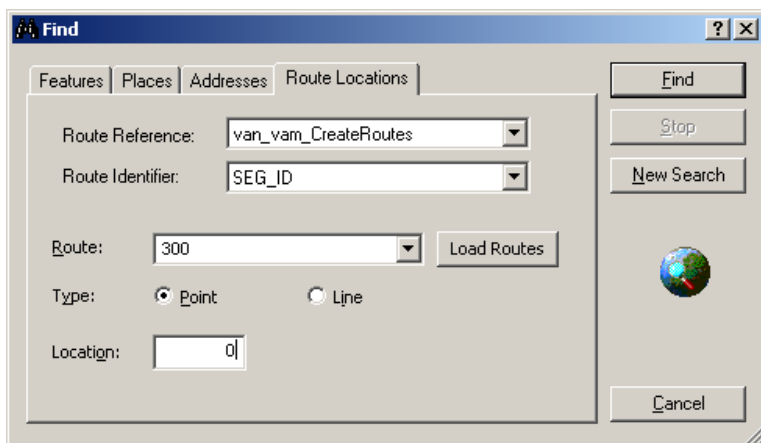 Find
Features Places Addresses Route Locations
Route Reference: van_vam_CreateRoutes
Route Identifier: SEG_ID
Route: 300 Load Routes
Type: Point Line
Location: 0
Find
Stop
New Search
Cancel